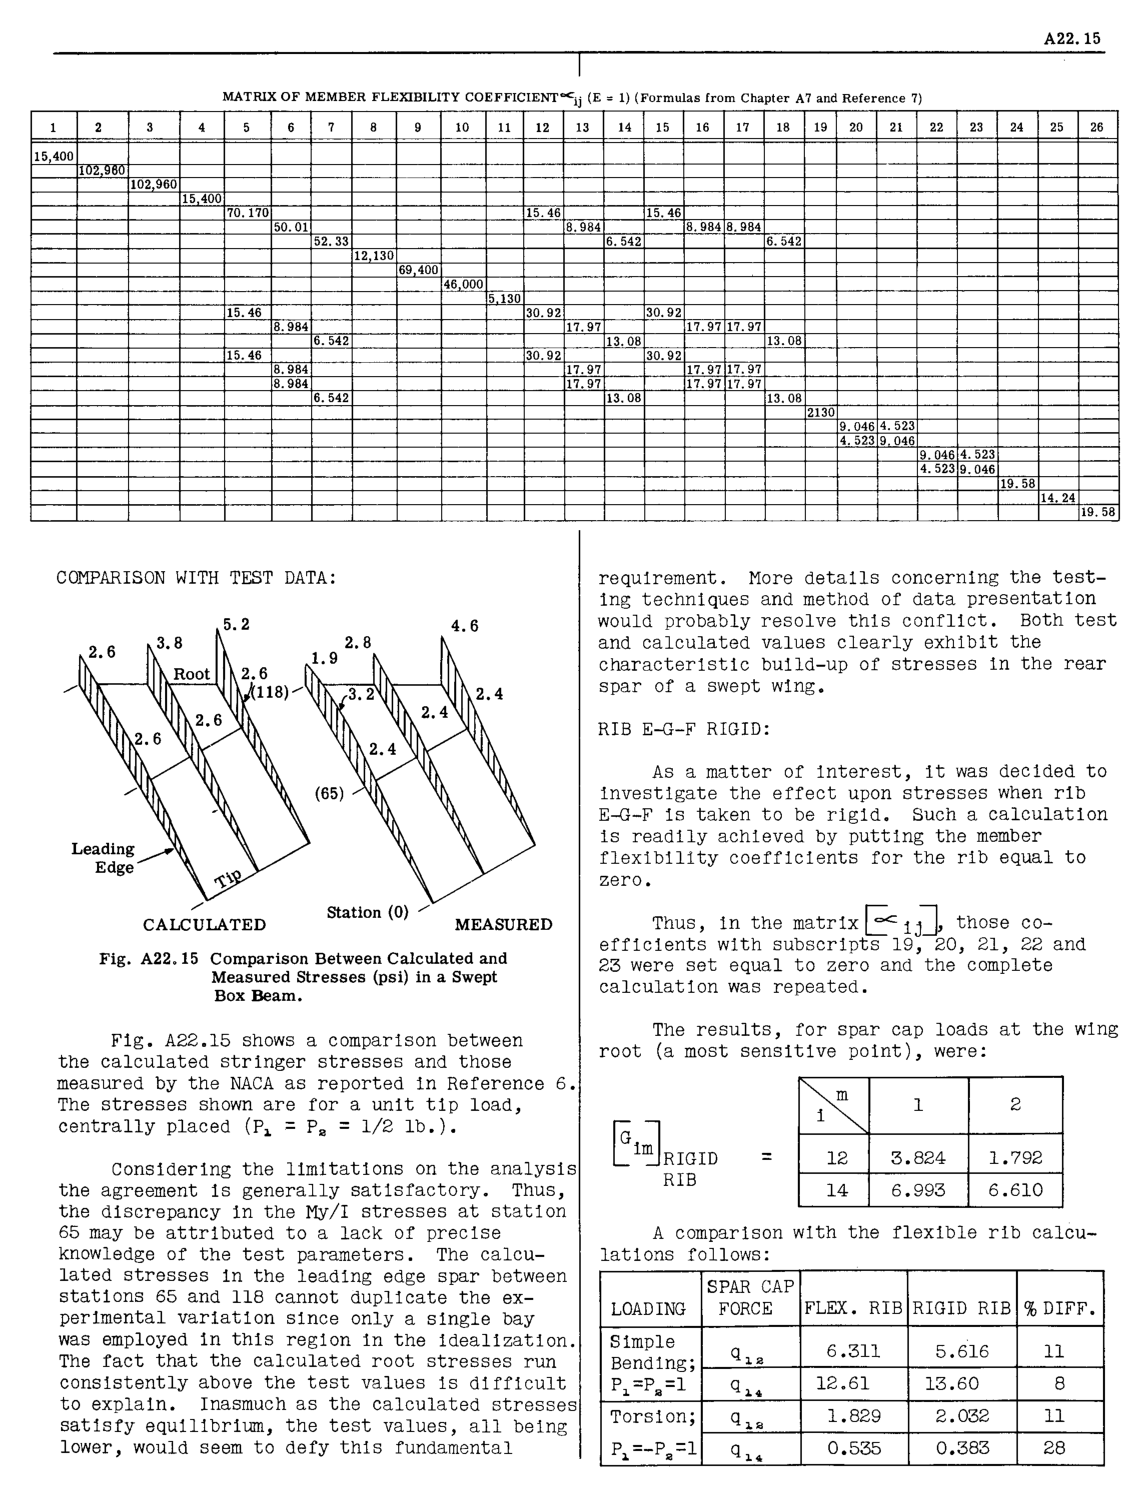 A22.15
MATRIX OF MEMBER FLEXIBILITY COEFFICIENT ∝ij (E = 1) (Formulas from Chapter A7 and Reference 7)
1 2 3 4 5 6 7 8 9 10 11 12 13 14 15 16 17 18 19 20 21 22 23 24 25 26
15,400
102,960
102,960
15,400
70.170 15.46 15.46
50.01 8.984 8.984 8.984
52.33 6.542 6.542
12,130
69,400
46,000
5,130
15.46 30.92 30.92
8.984 17.97 17.97 17.97
6.542 13.08 13.08
15.46 30.92 30.92
8.984 17.97 17.97 17.97
8.984 17.97 17.97 17.97
6.542 13.08 13.08
2130
9.046 4.523
4.523 9.046
9.046 4.523
4.523 9.046
19.58
14.24
19.58
COMPARISON WITH TEST DATA:
2.6 3.8 5.2
Root 2.6
(118)
2.6 2.6
1.9 2.8 4.6
3.2 2.4
2.4 2.4
(65)
Leading
Edge
Tip
Station (0)
CALCULATED MEASURED
Fig. A22.15 Comparison Between Calculated and
Measured Stresses (psi) in a Swept
Box Beam.
Fig. A22.15 shows a comparison between
the calculated stringer stresses and those
measured by the NACA as reported in Reference 6.
The stresses shown are for a unit tip load,
centrally placed (P₁ = P₂ = 1/2 lb.).
Considering the limitations on the analysis
the agreement is generally satisfactory. Thus,
the discrepancy in the My/I stresses at station
65 may be attributed to a lack of precise
knowledge of the test parameters. The calcu-
lated stresses in the leading edge spar between
stations 65 and 118 cannot duplicate the ex-
perimental variation since only a single bay
was employed in this region in the idealization.
The fact that the calculated root stresses run
consistently above the test values is difficult
to explain. Inasmuch as the calculated stresses
satisfy equilibrium, the test values, all being
lower, would seem to defy this fundamental
requirement. More details concerning the test-
ing techniques and method of data presentation
would probably resolve this conflict. Both test
and calculated values clearly exhibit the
characteristic build-up of stresses in the rear
spar of a swept wing.
RIB E-G-F RIGID:
As a matter of interest, it was decided to
investigate the effect upon stresses when rib
E-G-F is taken to be rigid. Such a calculation
is readily achieved by putting the member
flexibility coefficients for the rib equal to
zero.
Thus, in the matrix [∝ij], those co-
efficients with subscripts 19, 20, 21, 22 and
23 were set equal to zero and the complete
calculation was repeated.
The results, for spar cap loads at the wing
root (a most sensitive point), were:
m
i 1 2
[Gim] RIGID RIB =
12 3.824 1.792
14 6.993 6.610
A comparison with the flexible rib calcu-
lations follows:
LOADING SPAR CAP FORCE FLEX. RIB RIGID RIB % DIFF.
Simple
Bending; q₁₂ 6.311 5.616 11
P₁=P₂=1 q₁₄ 12.61 13.60 8
Torsion; q₁₂ 1.829 2.032 11
P₁=-P₂=1 q₁₄ 0.535 0.383 28